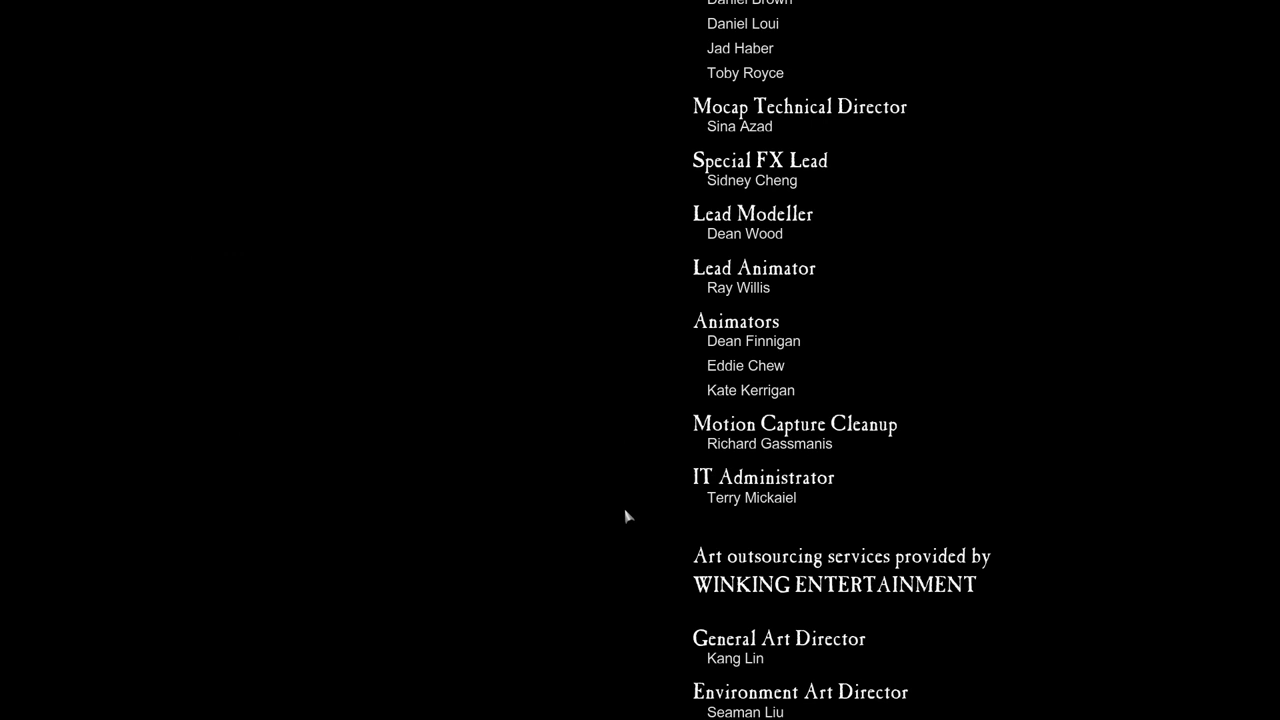 Daniel Brown
Daniel Loui
Jad Haber
Toby Royce
Mocap Technical Director
Sina Azad
Special FX Lead
Sidney Cheng
Lead Modeller
Dean Wood
Lead Animator
Ray Willis
Animators
Dean Finnigan
Eddie Chew
Kate Kerrigan
Motion Capture Cleanup
Richard Gassmanis
IT Administrator
Terry Mickaiel
Art outsourcing services provided by
WINKING ENTERTAINMENT
General Art Director
Kang Lin
Environment Art Director
Seaman Liu